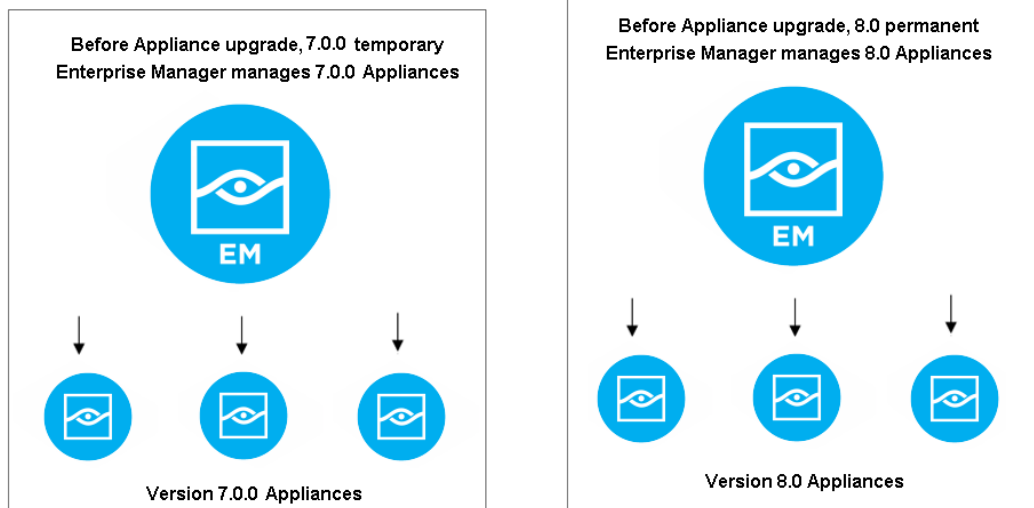 Before Appliance upgrade, 7.0.0 temporary
Enterprise Manager manages 7.0.0 Appliances
EM
Version 7.0.0 Appliances
Before Appliance upgrade, 8.0 permanent
Enterprise Manager manages 8.0 Appliances
EM
Version 8.0 Appliances